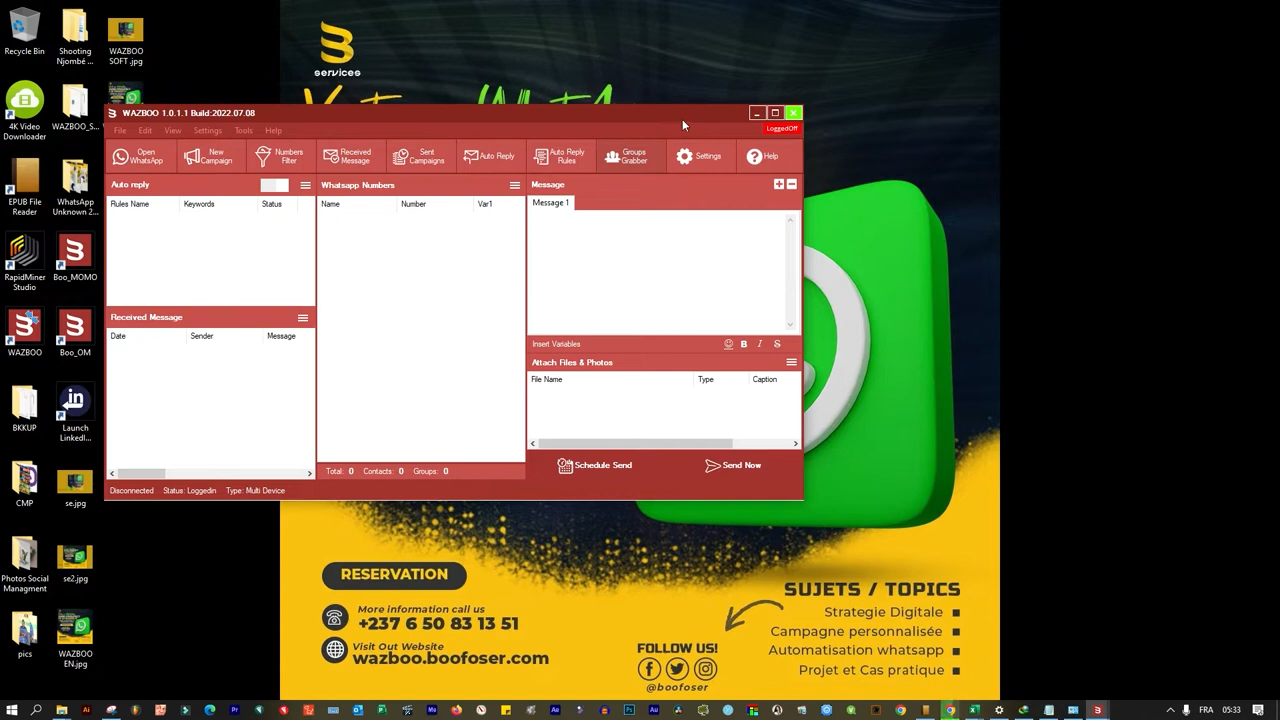 Recycle Bin
Shooting
Njombé ...
WAZBOO
SOFT .jpg
4K Video
Downloader
WAZBOO_S...
EPUB File
Reader
WhatsApp
Unknown 2...
RapidMiner
Studio
Boo_MOMO
WAZBOO
Boo_OM
BKKUP
Launch
LinkedI...
CMP
se.jpg
Photos Social
Managment
se2.jpg
pics
WAZBOO
EN.jpg
services
WAZBOO 1.0.1.1 Build:2022.07.08
File Edit View Settings Tools Help
LoggedOff
Open
WhatsApp
New
Campaign
Numbers
Filter
Received
Message
Sent
Campaigns
Auto Reply
Auto Reply
Rules
Groups
Grabber
Settings
Help
Auto reply
Rules Name Keywords Status
Received Message
Date Sender Message
Whatsapp Numbers
Name Number Var1
Total: 0 Contacts: 0 Groups: 0
Message
Message 1
Insert Variables
B I S
Attach Files & Photos
File Name Type Caption
Schedule Send
Send Now
Disconnected Status: Loggedin Type: Multi Device
RESERVATION
More information call us
+237 6 50 83 13 51
Visit Out Website
wazboo.boofoser.com
FOLLOW US!
@boofoser
SUJETS / TOPICS
Strategie Digitale
Campagne personnalisée
Automatisation whatsapp
Projet et Cas pratique
FRA
05:33